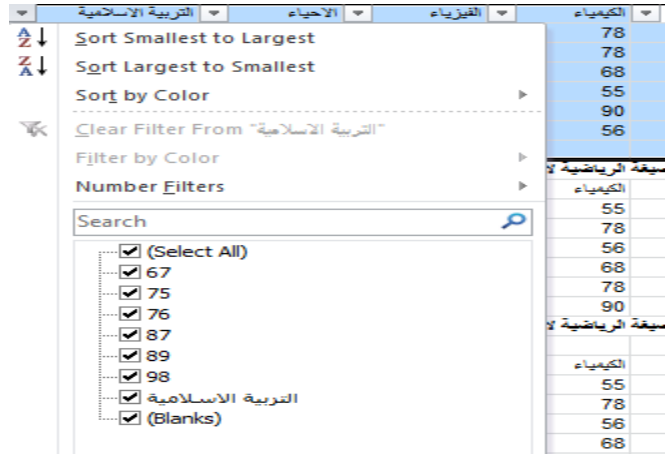 الكيمياء الفيزياء الاحياء التربية الاسلامية
Sort Smallest to Largest
Sort Largest to Smallest
Sort by Color
Clear Filter From "التربية الاسلامية"
Filter by Color
Number Filters
Search
(Select All)
67
75
76
87
89
98
التربية الاسلامية
(Blanks)
78
78
68
55
90
56
الرياضية
الكيمياء
55
78
56
68
78
90
الرياضية
الكيمياء
55
78
56
68